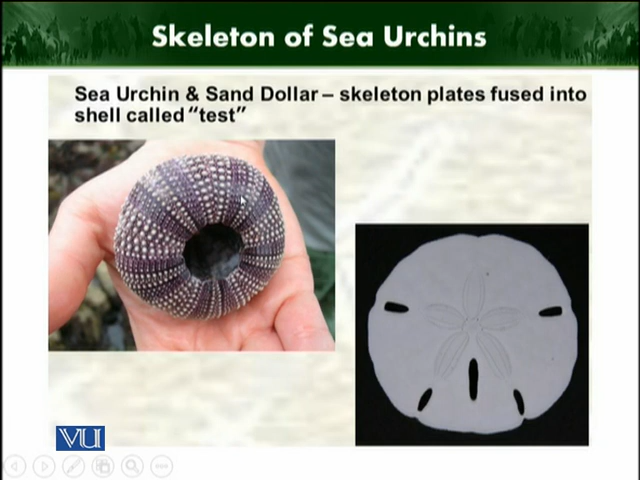 Skeleton of Sea Urchins
Sea Urchin & Sand Dollar – skeleton plates fused into
shell called “test”
VU